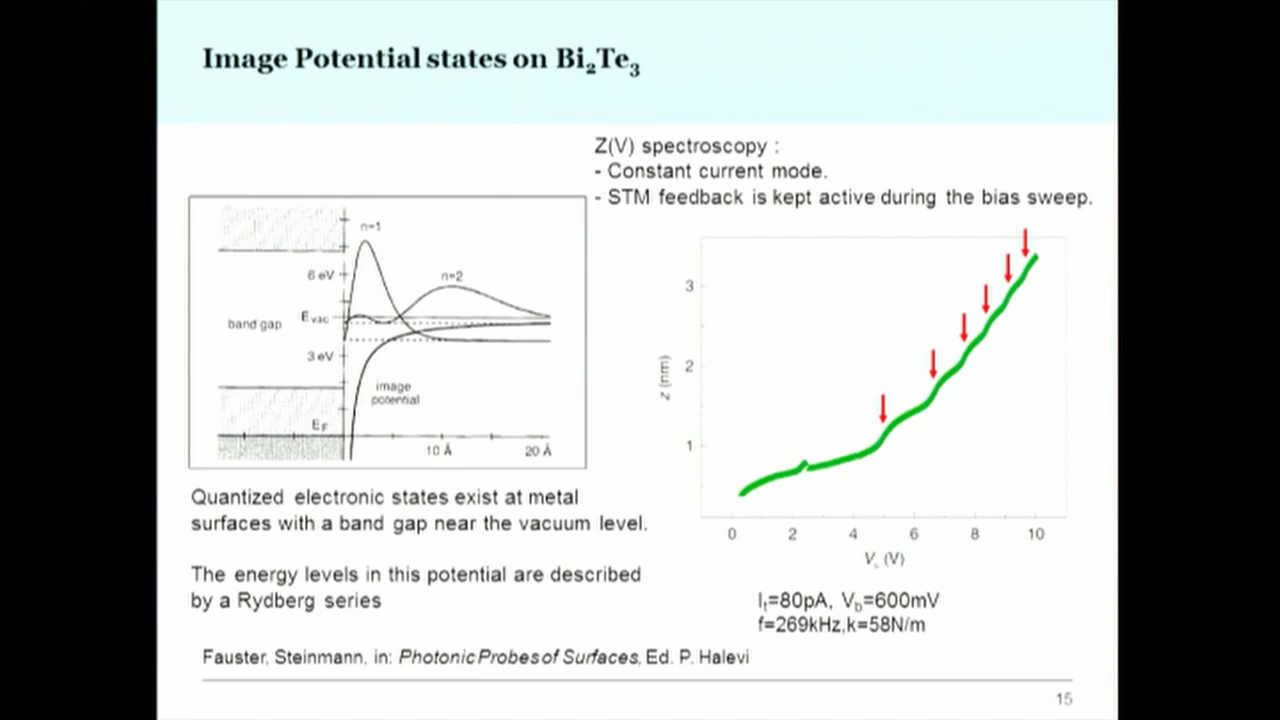 Image Potential states on Bi₂Te₃
Z(V) spectroscopy :
- Constant current mode.
- STM feedback is kept active during the bias sweep.
n=1
6 eV
n=2
Evac
band gap
3 eV
image
potential
EF
10 Å
20 Å
3
2
1
z (nm)
0 2 4 6 8 10
Vs (V)
Quantized electronic states exist at metal
surfaces with a band gap near the vacuum level.
The energy levels in this potential are described
by a Rydberg series
It=80pA, Vb=600mV
f=269kHz,k=58N/m
Fauster, Steinmann, in: Photonic Probes of Surfaces, Ed. P. Halevi
15